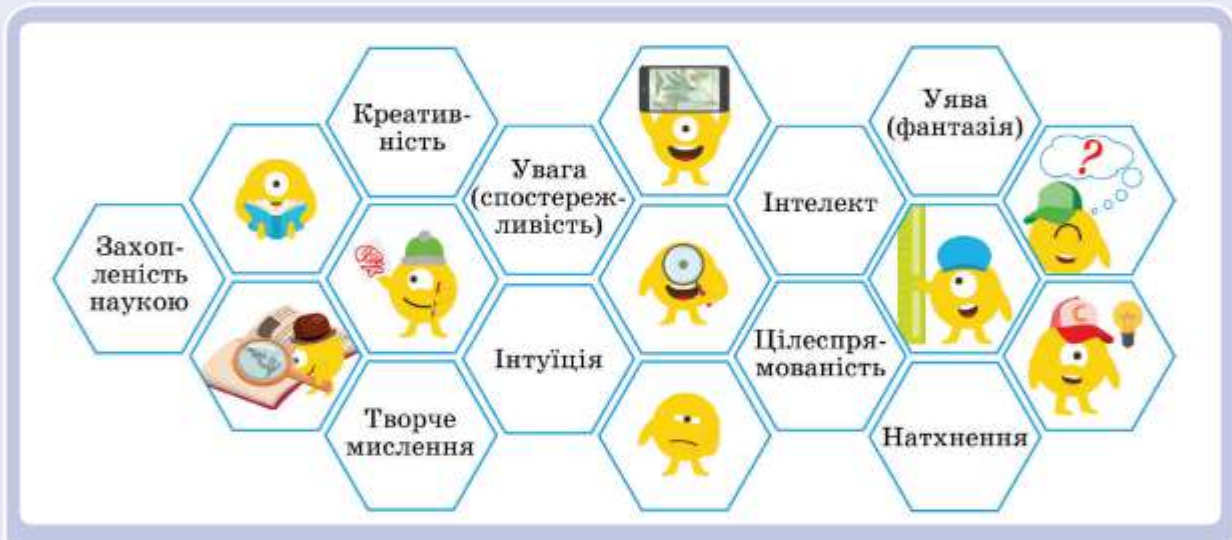 Захоп-
леність
наукою
Креатив-
ність
Творче
мислення
Увага
(спостереж-
ливість)
Інтуїція
Інтелект
Цілеспря-
мованість
Уява
(фантазія)
Натхнення
?
C